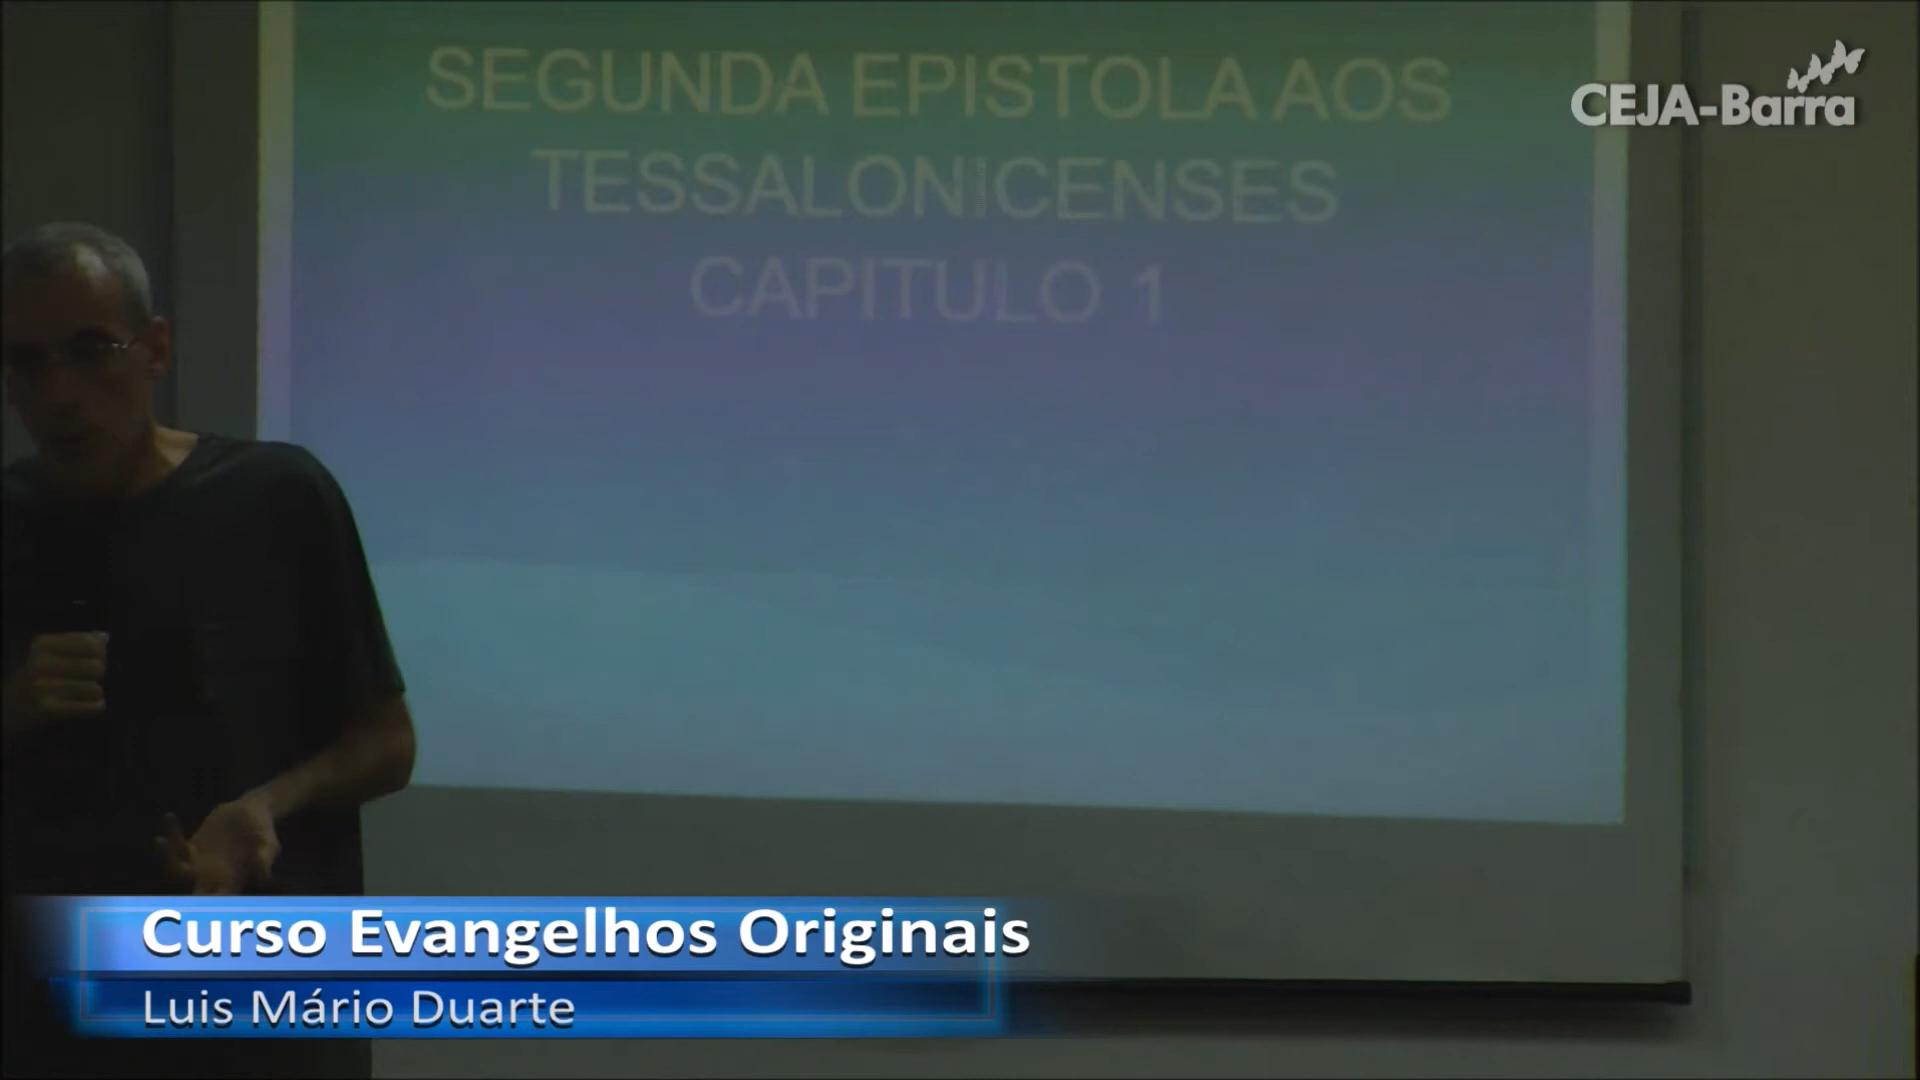 SEGUNDA EPISTOLA AOS
TESSALONICENSES
CAPITULO 1
CEJA-Barra
Curso Evangelhos Originais
Luis Mário Duarte